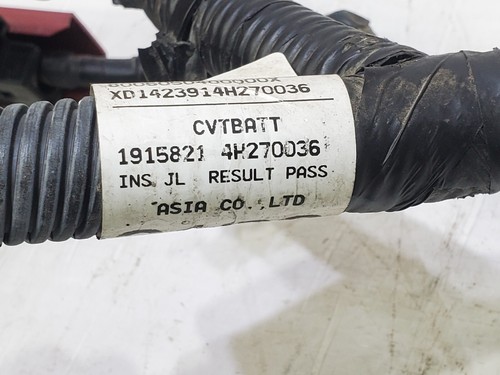 XD1423914H270036
CVTBATT
1915821 4H270036
INS JL RESULT PASS
ASIA CO.,LTD